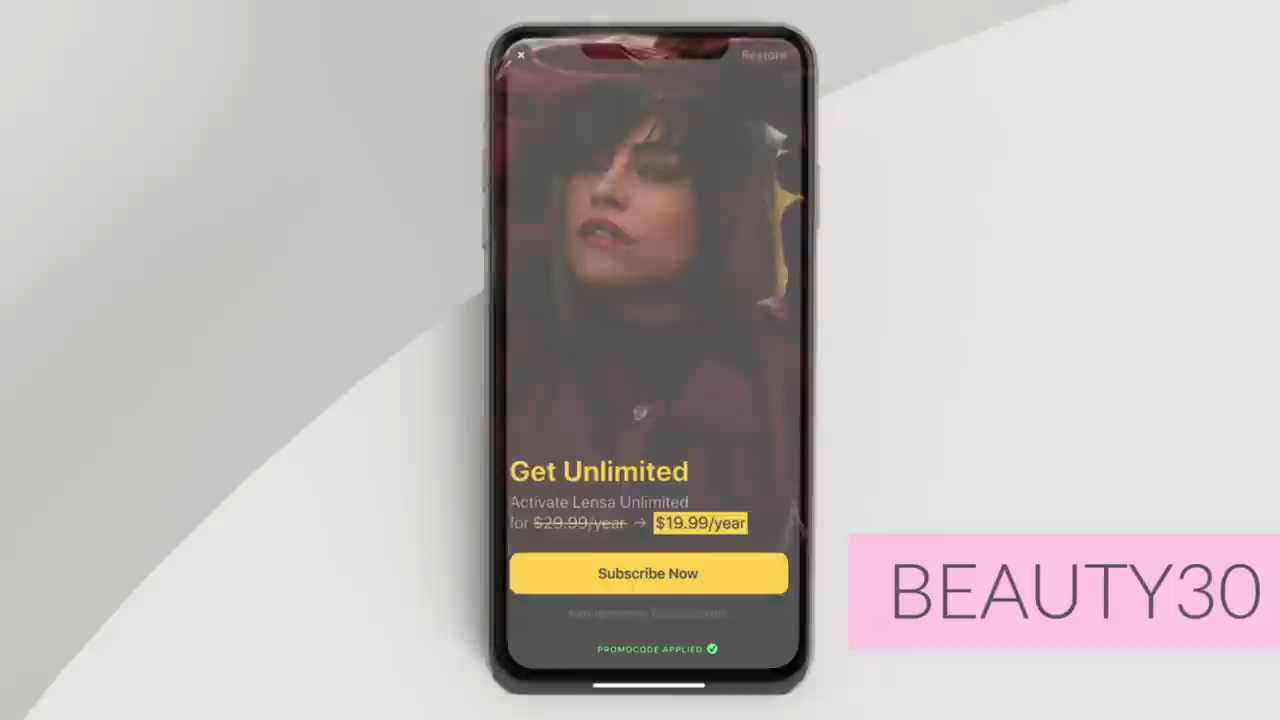 Restore
Get Unlimited
Activate Lensa Unlimited
for $29.99/year → $19.99/year
Subscribe Now
PROMOCODE APPLIED
BEAUTY30